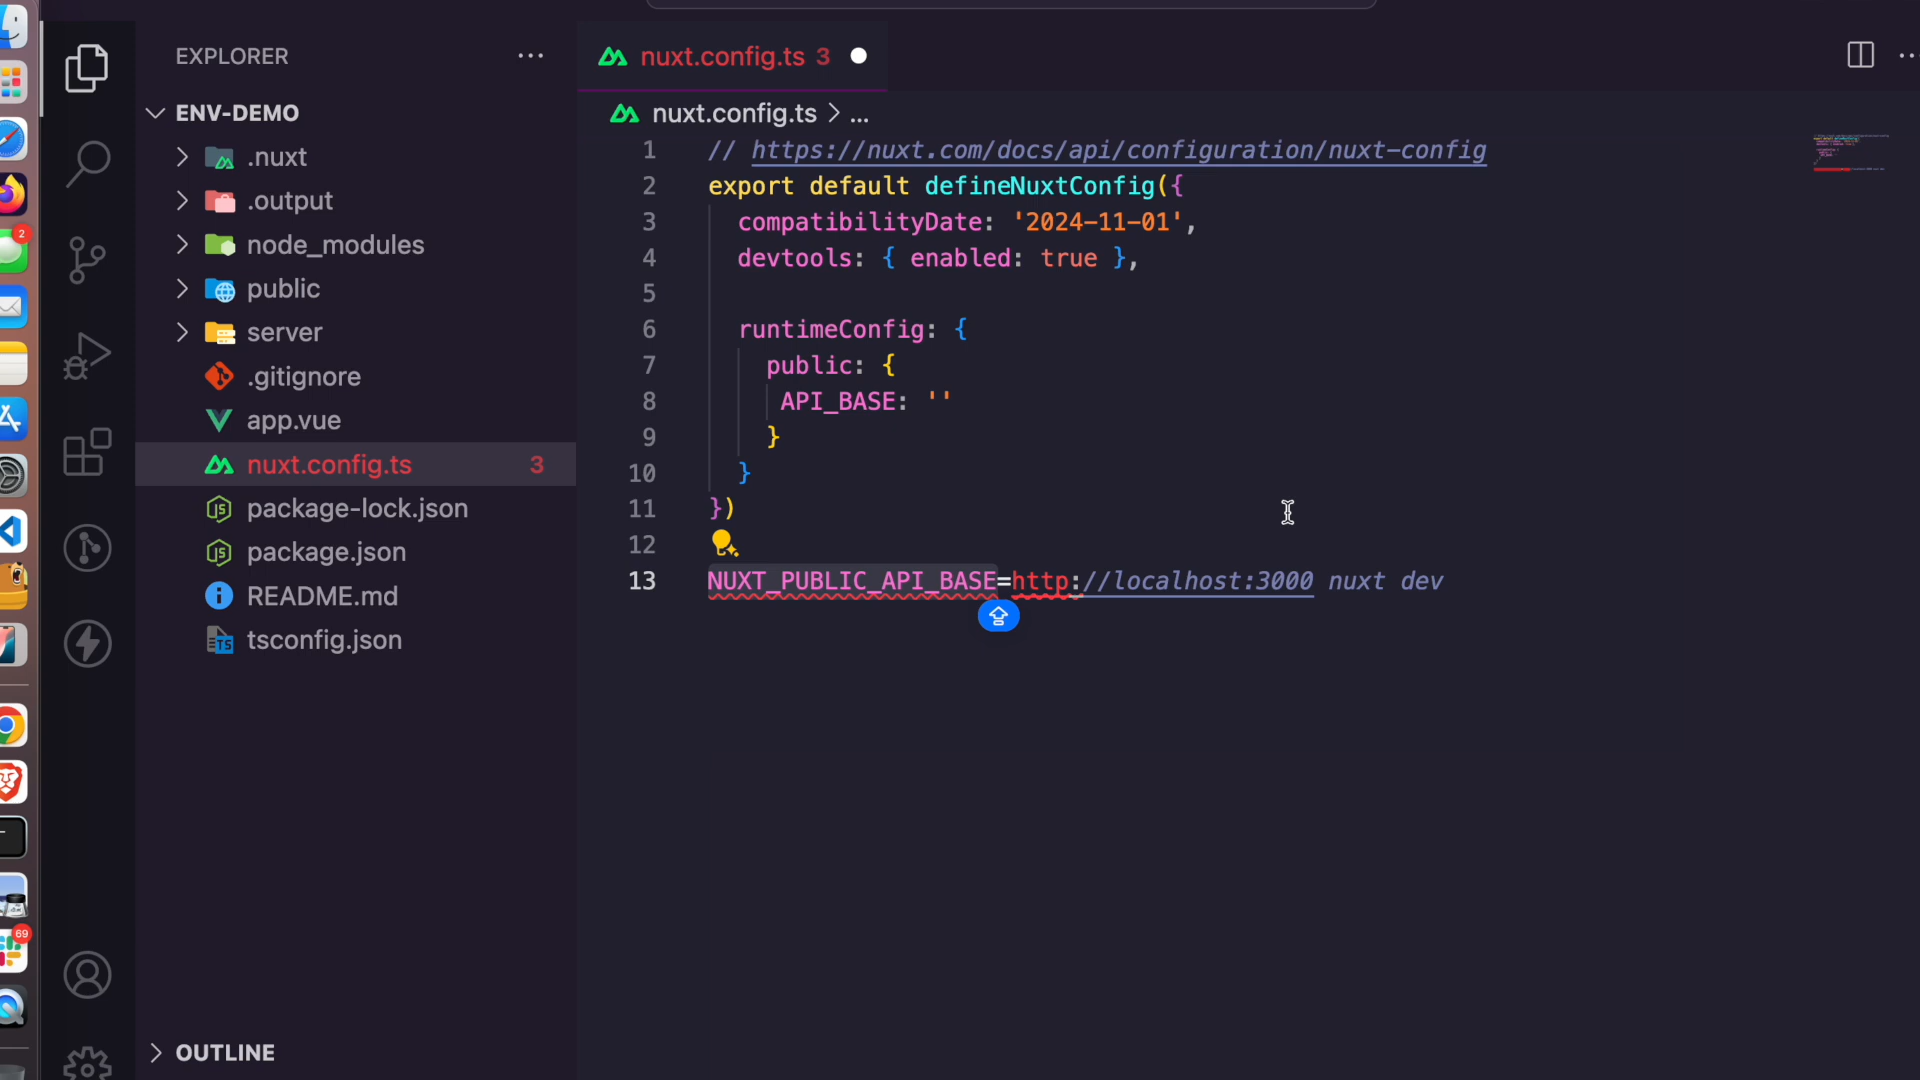 EXPLORER
ENV-DEMO
.nuxt
.output
node_modules
public
server
.gitignore
app.vue
nuxt.config.ts 3
package-lock.json
package.json
README.md
tsconfig.json
OUTLINE
2
69
nuxt.config.ts 3
nuxt.config.ts > ...
1 // https://nuxt.com/docs/api/configuration/nuxt-config
2 export default defineNuxtConfig({
3 compatibilityDate: '2024-11-01',
4 devtools: { enabled: true },
5
6 runtimeConfig: {
7 public: {
8 API_BASE: ''
9 }
10 }
11 })
12
13 NUXT_PUBLIC_API_BASE=http://localhost:3000 nuxt dev